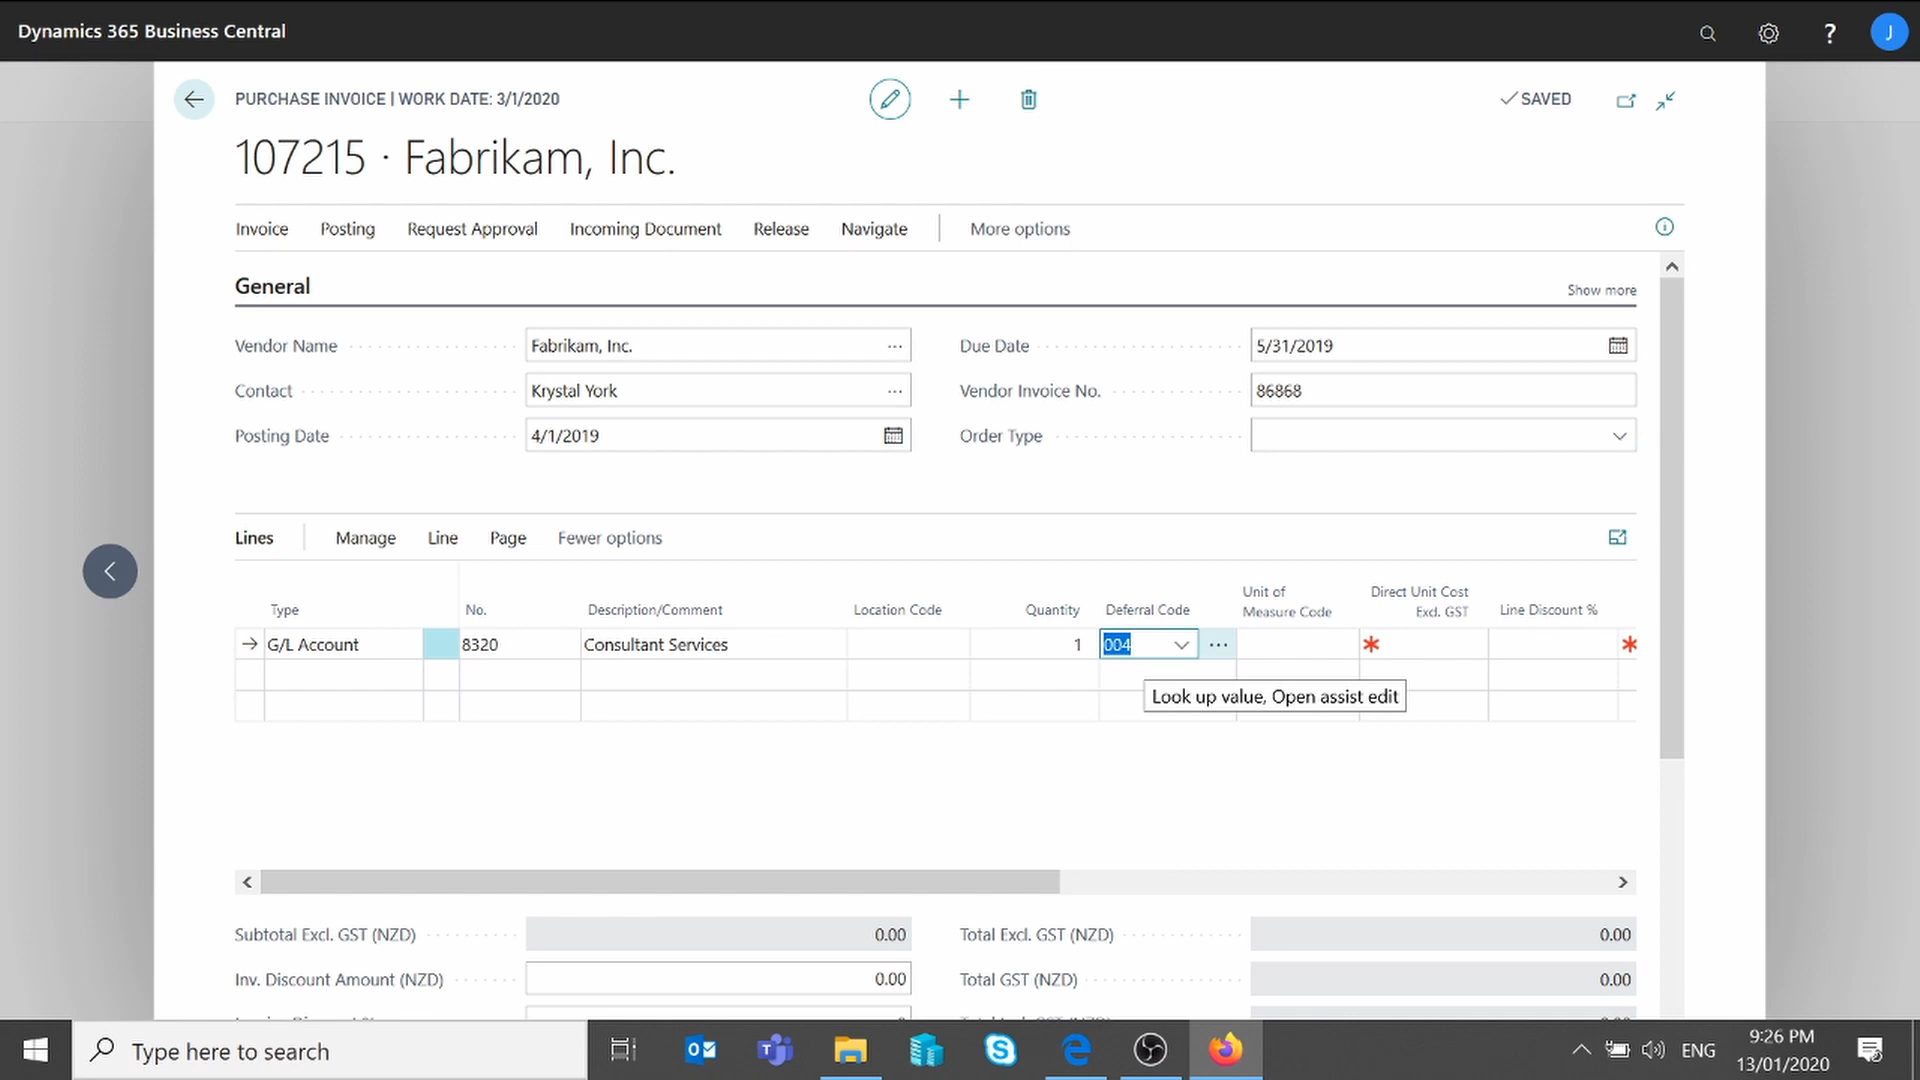 Dynamics 365 Business Central
?
J
PURCHASE INVOICE | WORK DATE: 3/1/2020
SAVED
107215 · Fabrikam, Inc.
Invoice Posting Request Approval Incoming Document Release Navigate More options
General
Show more
Vendor Name Fabrikam, Inc. Due Date 5/31/2019
Contact Krystal York Vendor Invoice No. 86868
Posting Date 4/1/2019 Order Type
Lines Manage Line Page Fewer options
Type No. Description/Comment Location Code Quantity Deferral Code Unit of Measure Code Direct Unit Cost Excl. GST Line Discount %
G/L Account 8320 Consultant Services 1 004 * *
Look up value, Open assist edit
Subtotal Excl. GST (NZD) 0.00 Total Excl. GST (NZD) 0.00
Inv. Discount Amount (NZD) 0.00 Total GST (NZD) 0.00
Type here to search
ENG
9:26 PM
13/01/2020